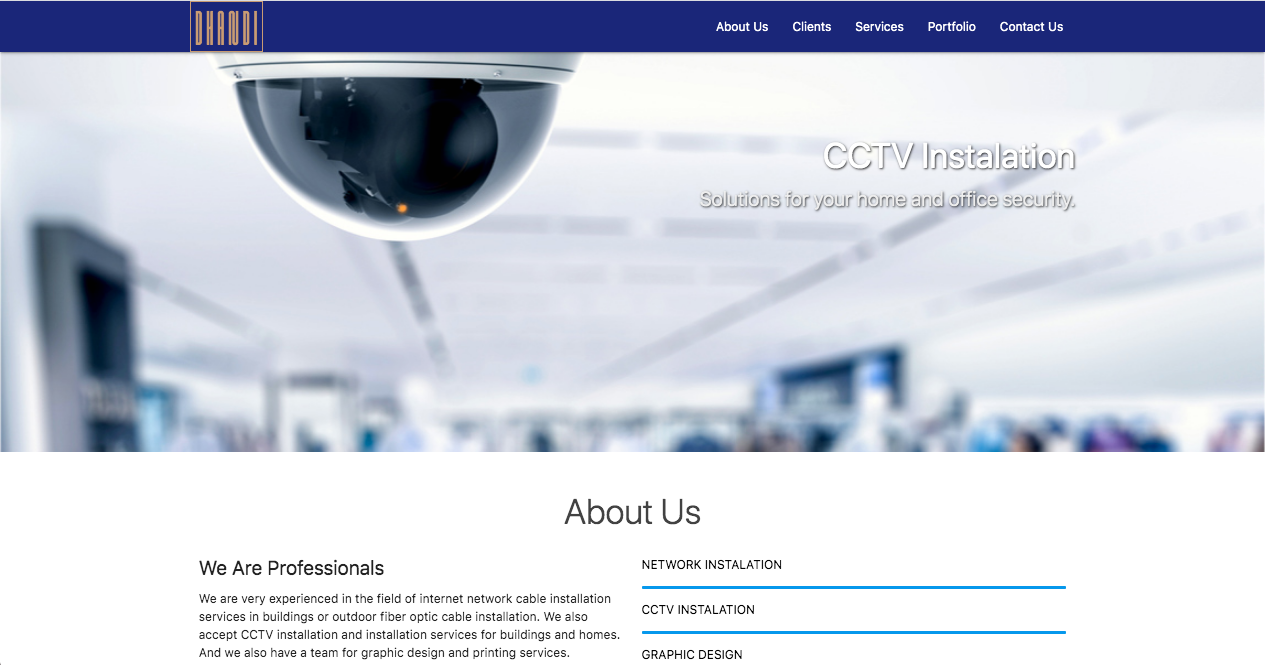 DHANDI
About Us
Clients
Services
Portfolio
Contact Us
CCTV Instalation
Solutions for your home and office security.
About Us
We Are Professionals
We are very experienced in the field of internet network cable installation
services in buildings or outdoor fiber optic cable installation. We also
accept CCTV installation and installation services for buildings and homes.
And we also have a team for graphic design and printing services.
NETWORK INSTALATION
CCTV INSTALATION
GRAPHIC DESIGN